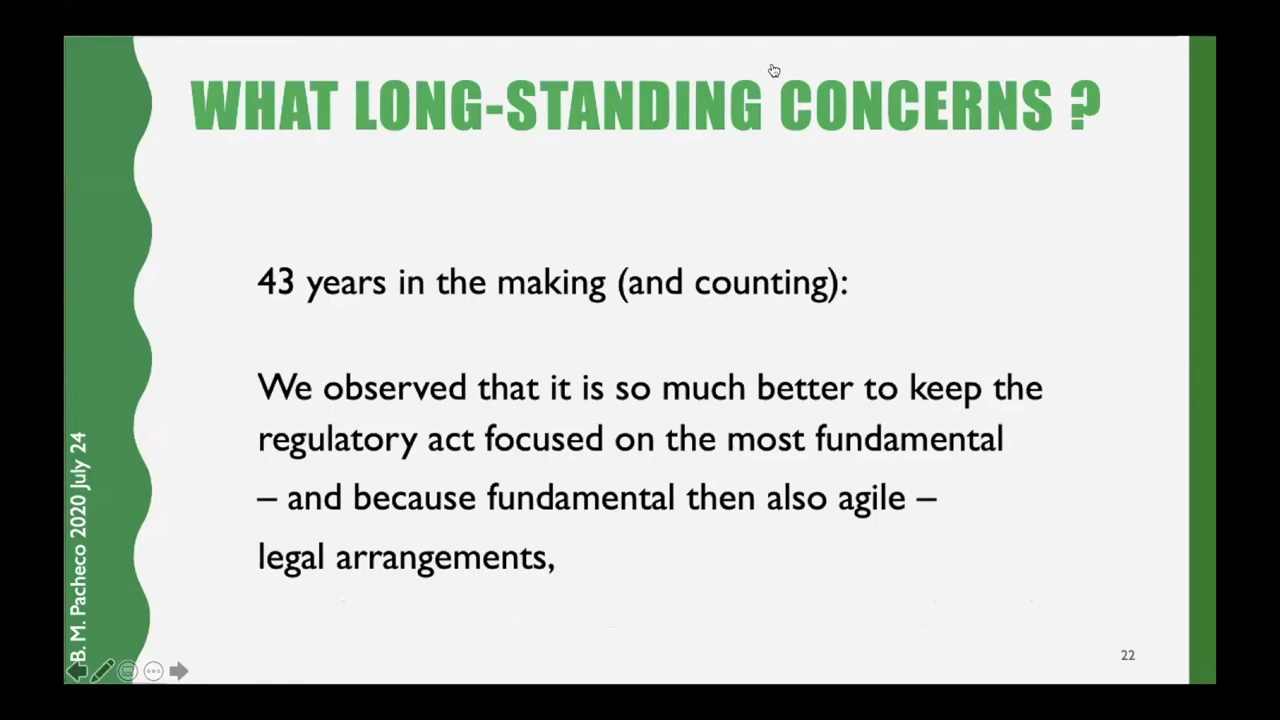 WHAT LONG-STANDING CONCERNS ?
43 years in the making (and counting):
We observed that it is so much better to keep the
regulatory act focused on the most fundamental
– and because fundamental then also agile –
legal arrangements,
B. M. Pacheco 2020 July 24
22